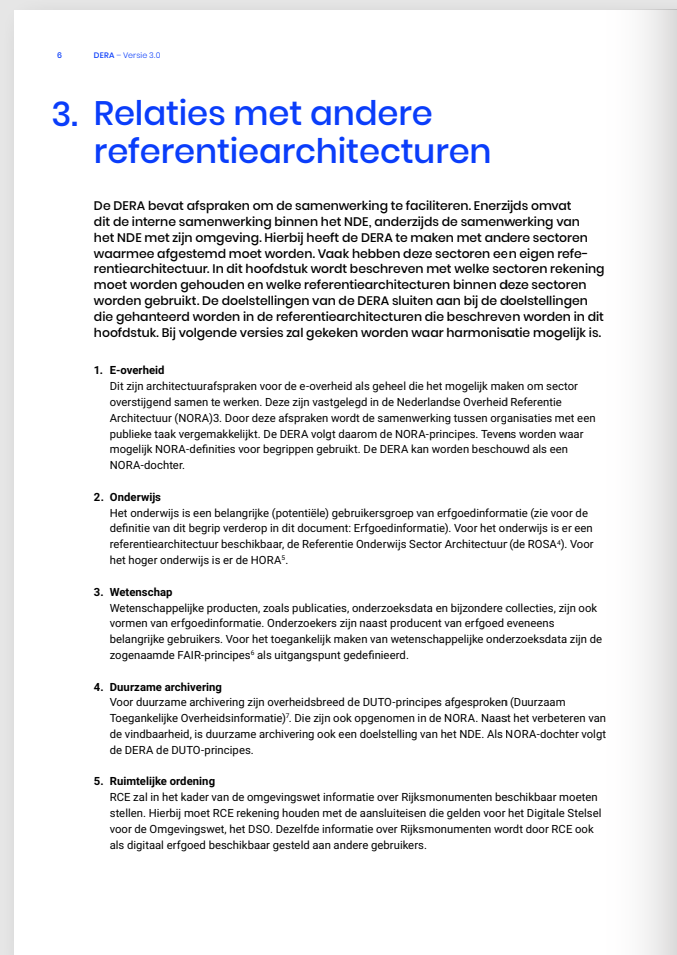 6 DERA – Versie 3.0
3. Relaties met andere
referentiearchitecturen
De DERA bevat afspraken om de samenwerking te faciliteren. Enerzijds omvat
dit de interne samenwerking binnen het NDE, anderzijds de samenwerking van
het NDE met zijn omgeving. Hierbij heeft de DERA te maken met andere sectoren
waarmee afgestemd moet worden. Vaak hebben deze sectoren een eigen refe-
rentiearchitectuur. In dit hoofdstuk wordt beschreven met welke sectoren rekening
moet worden gehouden en welke referentiearchitecturen binnen deze sectoren
worden gebruikt. De doelstellingen van de DERA sluiten aan bij de doelstellingen
die gehanteerd worden in de referentiearchitecturen die beschreven worden in dit
hoofdstuk. Bij volgende versies zal gekeken worden waar harmonisatie mogelijk is.
1. E-overheid
Dit zijn architectuurafspraken voor de e-overheid als geheel die het mogelijk maken om sector
overstijgend samen te werken. Deze zijn vastgelegd in de Nederlandse Overheid Referentie
Architectuur (NORA)3. Door deze afspraken wordt de samenwerking tussen organisaties met een
publieke taak vergemakkelijkt. De DERA volgt daarom de NORA-principes. Tevens worden waar
mogelijk NORA-definities voor begrippen gebruikt. De DERA kan worden beschouwd als een
NORA-dochter.
2. Onderwijs
Het onderwijs is een belangrijke (potentiële) gebruikersgroep van erfgoedinformatie (zie voor de
definitie van dit begrip verderop in dit document: Erfgoedinformatie). Voor het onderwijs is er een
referentiearchitectuur beschikbaar, de Referentie Onderwijs Sector Architectuur (de ROSA⁴). Voor
het hoger onderwijs is er de HORA⁵.
3. Wetenschap
Wetenschappelijke producten, zoals publicaties, onderzoeksdata en bijzondere collecties, zijn ook
vormen van erfgoedinformatie. Onderzoekers zijn naast producent van erfgoed eveneens
belangrijke gebruikers. Voor het toegankelijk maken van wetenschappelijke onderzoeksdata zijn de
zogenaamde FAIR-principes⁶ als uitgangspunt gedefinieerd.
4. Duurzame archivering
Voor duurzame archivering zijn overheidsbreed de DUTO-principes afgesproken (Duurzaam
Toegankelijke Overheidsinformatie)⁷. Die zijn ook opgenomen in de NORA. Naast het verbeteren van
de vindbaarheid, is duurzame archivering ook een doelstelling van het NDE. Als NORA-dochter volgt
de DERA de DUTO-principes.
5. Ruimtelijke ordening
RCE zal in het kader van de omgevingswet informatie over Rijksmonumenten beschikbaar moeten
stellen. Hierbij moet RCE rekening houden met de aansluiteisen die gelden voor het Digitale Stelsel
voor de Omgevingswet, het DSO. Dezelfde informatie over Rijksmonumenten wordt door RCE ook
als digitaal erfgoed beschikbaar gesteld aan andere gebruikers.